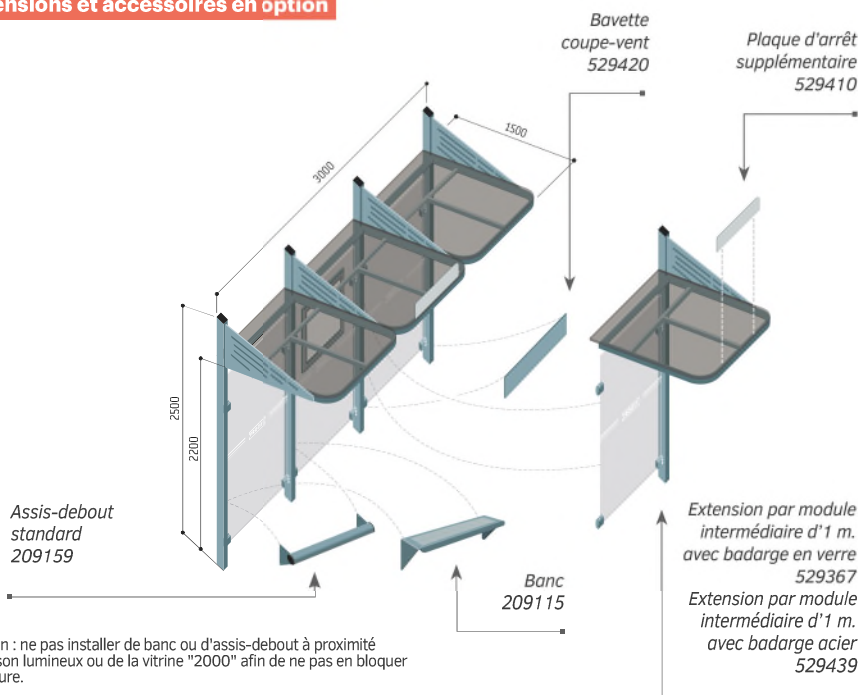 ensions et accessoires en option
Bavette
coupe-vent
529420
Plaque d'arrêt
supplémentaire
529410
1500
3000
2500
2200
Assis-debout
standard
209159
Banc
209115
Extension par module
intermédiaire d'1 m.
avec badarge en verre
529367
Extension par module
intermédiaire d'1 m.
avec badarge acier
529439
n : ne pas installer de banc ou d'assis-debout à proximité
son lumineux ou de la vitrine "2000" afin de ne pas en bloquer
ure.